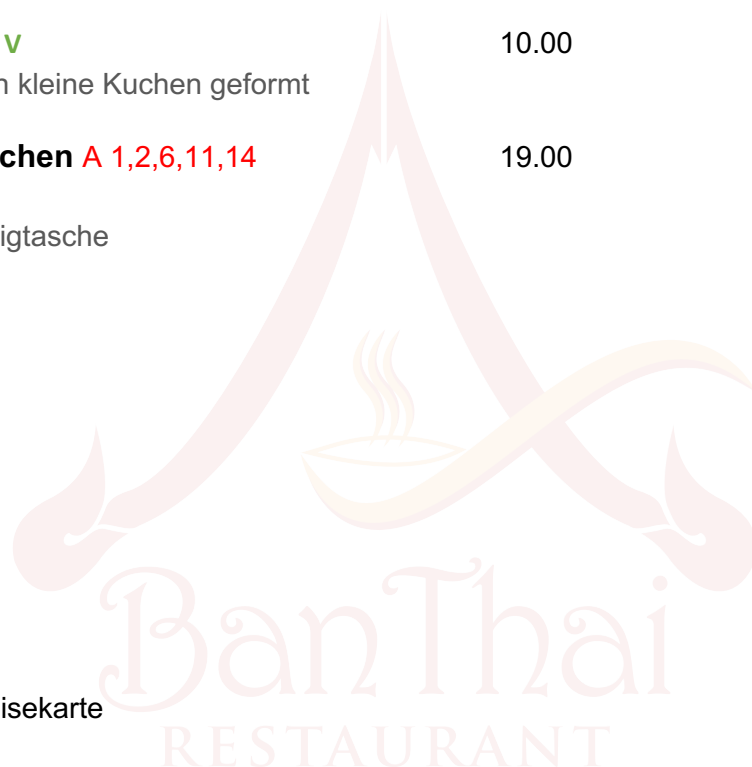 V 10.00
n kleine Kuchen geformt
chen A 1,2,6,11,14 19.00
igtasche
BanThai
isekarte
RESTAURANT